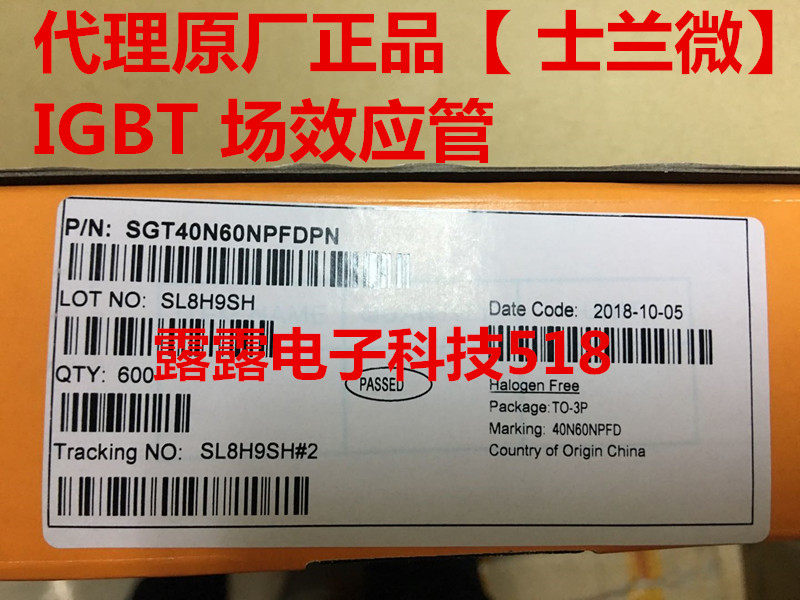 代理原厂正品【 士兰微】
IGBT 场效应管
P/N: SGT40N60NPFDPN
LOT NO: SL8H9SH
Date Code: 2018-10-05
露露电子科技518
QTY: 600
PASSED
Halogen Free
Package: TO-3P
Marking: 40N60NPFD
Tracking NO: SL8H9SH#2
Country of Origin China